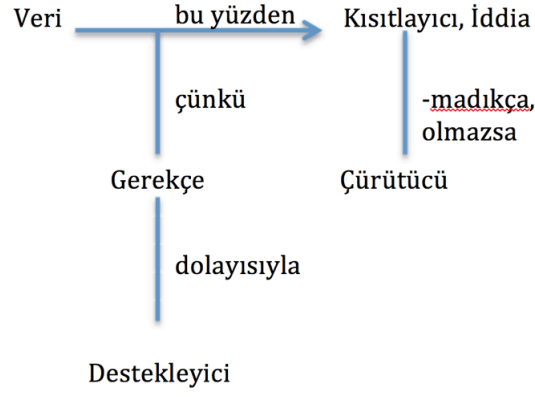 Veri
bu yüzden
Kısıtlayıcı, İddia
çünkü
-madıkça,
olmazsa
Gerekçe
Çürütücü
dolayısıyla
Destekleyici